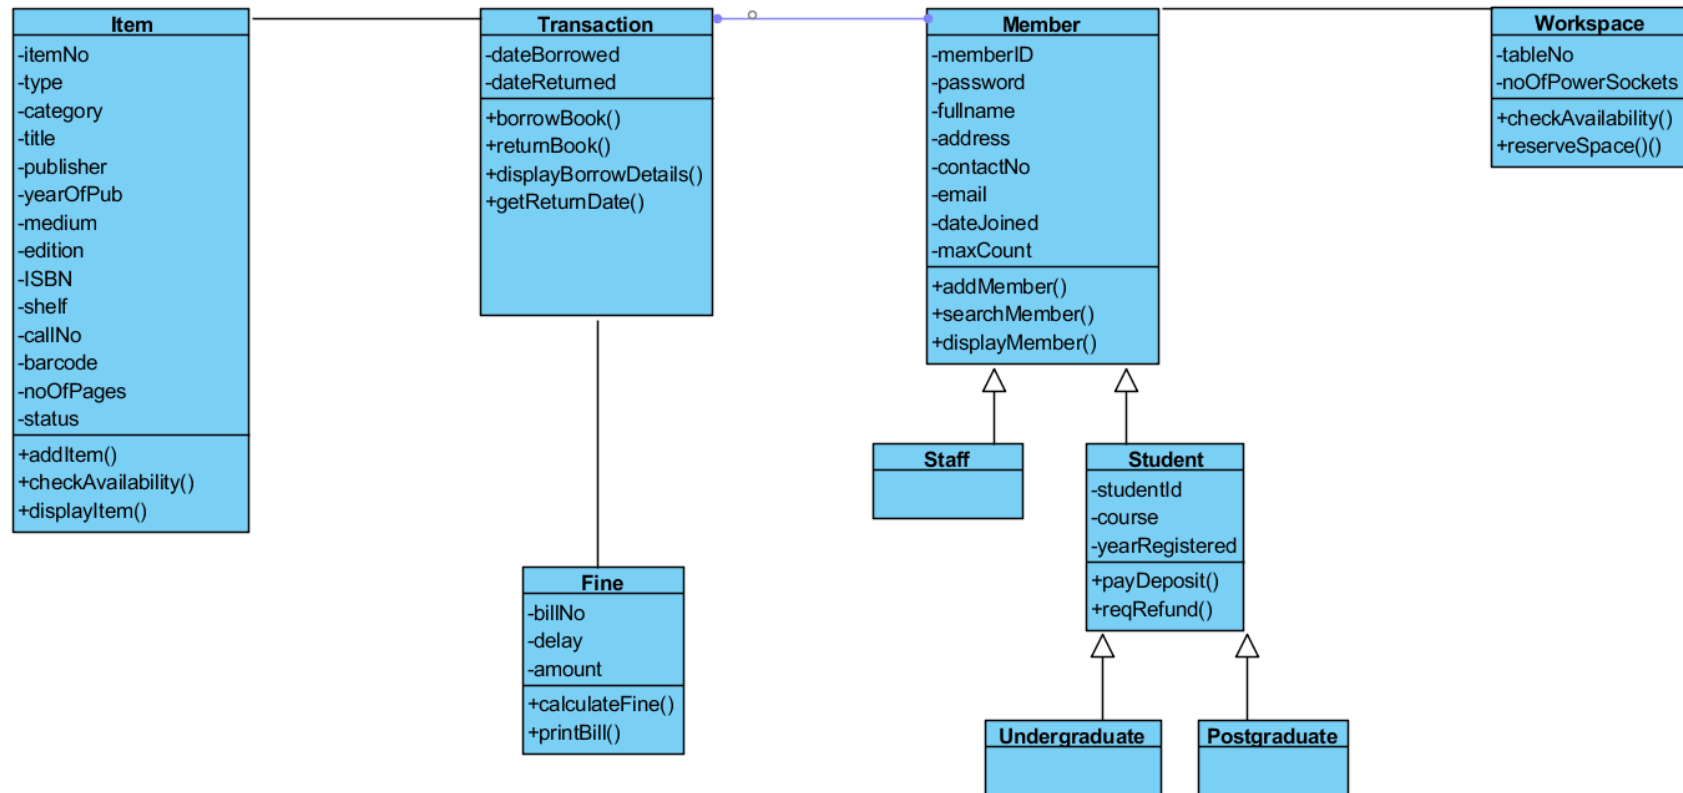 Item
-itemNo
-type
-category
-title
-publisher
-yearOfPub
-medium
-edition
-ISBN
-shelf
-callNo
-barcode
-noOfPages
-status
+addItem()
+checkAvailability()
+displayItem()
Transaction
-dateBorrowed
-dateReturned
+borrowBook()
+returnBook()
+displayBorrowDetails()
+getReturnDate()
Member
-memberID
-password
-fullname
-address
-contactNo
-email
-dateJoined
-maxCount
+addMember()
+searchMember()
+displayMember()
Workspace
-tableNo
-noOfPowerSockets
+checkAvailability()
+reserveSpace()()
Staff
Student
-studentId
-course
-yearRegistered
+payDeposit()
+reqRefund()
Fine
-billNo
-delay
-amount
+calculateFine()
+printBill()
Undergraduate
Postgraduate